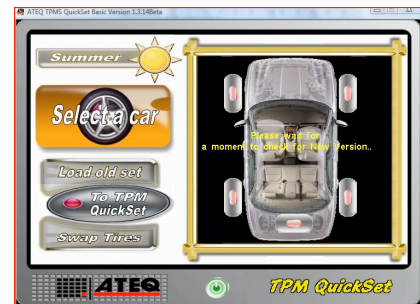 ATEQ TPMS QuickSet Basic Version 1.3.14Beta
Summer
Select a car
Load old set
To TPM
QuickSet
Swap Tires
Please wait for
a moment to check for New Version..
ATEQ
TPM QuickSet